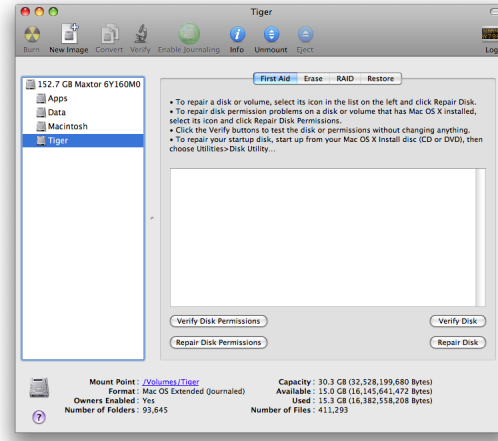 Tiger
Burn New Image Convert Verify Enable Journaling Info Unmount Eject Log
152.7 GB Maxtor 6Y160M0
Apps
Data
Macintosh
Tiger
First Aid Erase RAID Restore
• To repair a disk or volume, select its icon in the list on the left and click Repair Disk.
• To repair disk permission problems on a disk or volume that has Mac OS X installed,
select its icon and click Repair Disk Permissions.
• Click the Verify buttons to test the disk or permissions without changing anything.
• To repair your startup disk, start up from your Mac OS X Install disc (CD or DVD), then
choose Utilities>Disk Utility...
Verify Disk Permissions Verify Disk
Repair Disk Permissions Repair Disk
Mount Point : /Volumes/Tiger Capacity : 30.3 GB (32,528,199,680 Bytes)
Format : Mac OS Extended (Journaled) Available : 15.0 GB (16,145,641,472 Bytes)
Owners Enabled : Yes Used : 15.3 GB (16,382,558,208 Bytes)
Number of Folders : 93,645 Number of Files : 411,293